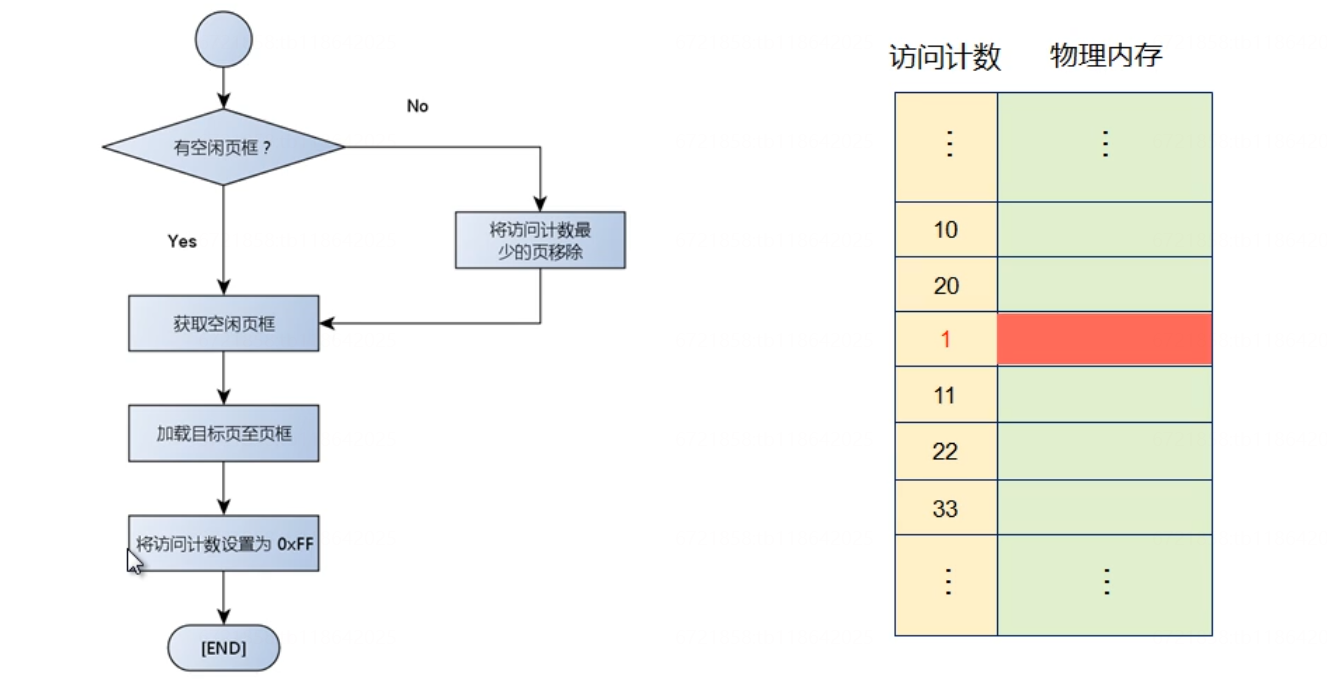 No
有空闲页框？
Yes
将访问计数最
少的页移除
获取空闲页框
加载目标页至页框
将访问计数设置为 0xFF
[END]
访问计数 物理内存
⋮ ⋮
10
20
1
11
22
33
⋮ ⋮